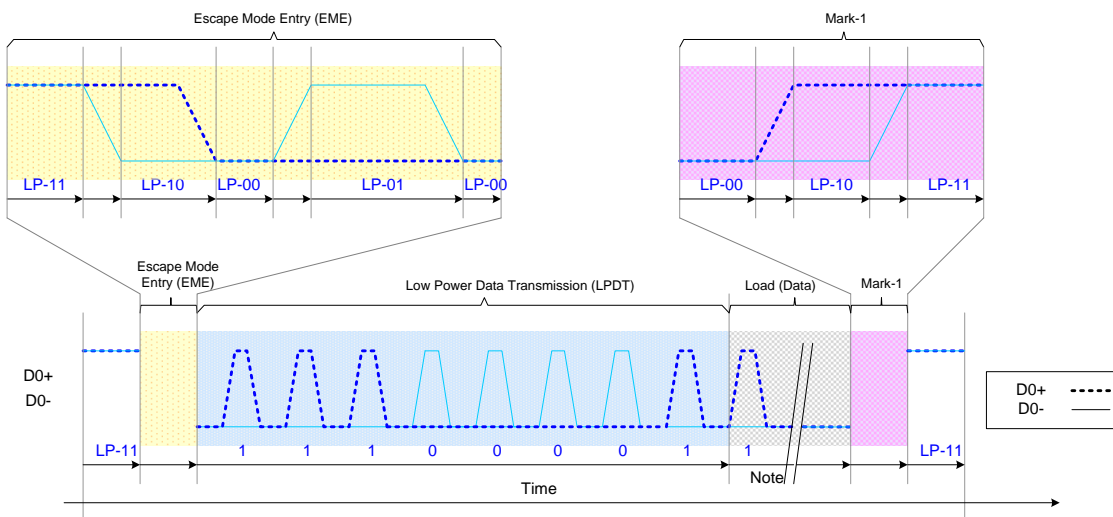 Escape Mode Entry (EME)
Mark-1
LP-11 LP-10 LP-00 LP-01 LP-00
LP-00 LP-10 LP-11
Escape Mode
Entry (EME)
Low Power Data Transmission (LPDT)
Load (Data)
Mark-1
D0+
D0-
D0+
D0-
LP-11 1 1 1 0 0 0 0 1 1 LP-11
Note
Time